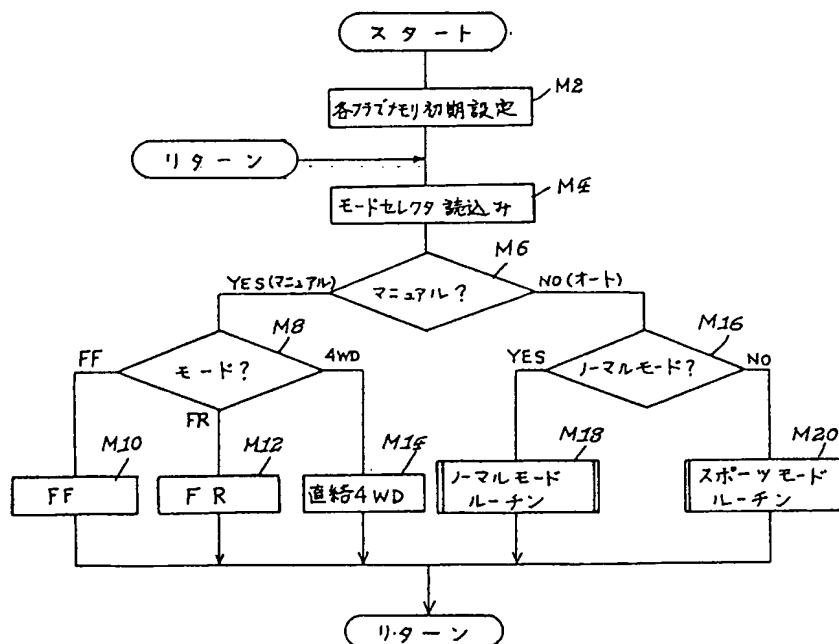 スタート
M2
各フラグメモリ初期設定
リターン
M4
モードセレクタ読込み
M6
YES(マニュアル)
マニュアル?
NO(オート)
M8
M16
FF
モード?
4WD
YES
ノーマルモード?
NO
FR
M10
M12
M14
M18
M20
FF
FR
直結4WD
ノーマルモード
ルーチン
スポーツモード
ルーチン
リターン